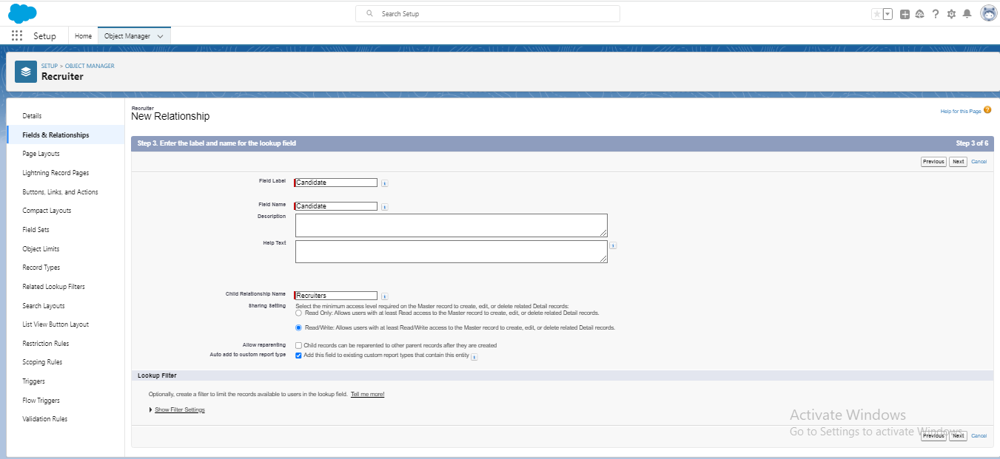 Search Setup
Setup
Home
Object Manager
SETUP > OBJECT MANAGER
Recruiter
Details
Fields & Relationships
Page Layouts
Lightning Record Pages
Buttons, Links, and Actions
Compact Layouts
Field Sets
Object Limits
Record Types
Related Lookup Filters
Search Layouts
List View Button Layout
Restriction Rules
Scoping Rules
Triggers
Flow Triggers
Validation Rules
Recruiter
New Relationship
Help for this Page ?
Step 3. Enter the label and name for the lookup field
Step 3 of 6
Previous Next Cancel
Field Label Candidate i
Field Name Candidate i
Description
Help Text i
Child Relationship Name Recruiters i
Sharing Setting Select the minimum access level required on the Master record to create, edit, or delete related Detail records:
Read Only: Allows users with at least Read access to the Master record to create, edit, or delete related Detail records.
Read/Write: Allows users with at least Read/Write access to the Master record to create, edit, or delete related Detail records.
Allow reparenting Child records can be reparented to other parent records after they are created
Auto add to custom report type Add this field to existing custom report types that contain this entity i
Lookup Filter
Optionally, create a filter to limit the records available to users in the lookup field. Tell me more!
Show Filter Settings
Activate Windows
Go to Settings to activate Windows.
Previous Next Cancel